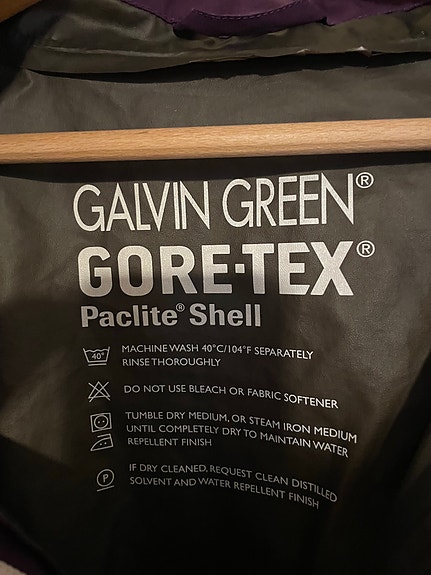 GALVIN GREEN®
GORE-TEX®
Paclite® Shell
40°
MACHINE WASH 40°C/104°F SEPARATELY
RINSE THOROUGHLY
DO NOT USE BLEACH OR FABRIC SOFTENER
TUMBLE DRY MEDIUM, OR STEAM IRON MEDIUM
UNTIL COMPLETELY DRY TO MAINTAIN WATER
REPELLENT FINISH
P
IF DRY CLEANED, REQUEST CLEAN DISTILLED
SOLVENT AND WATER REPELLENT FINISH